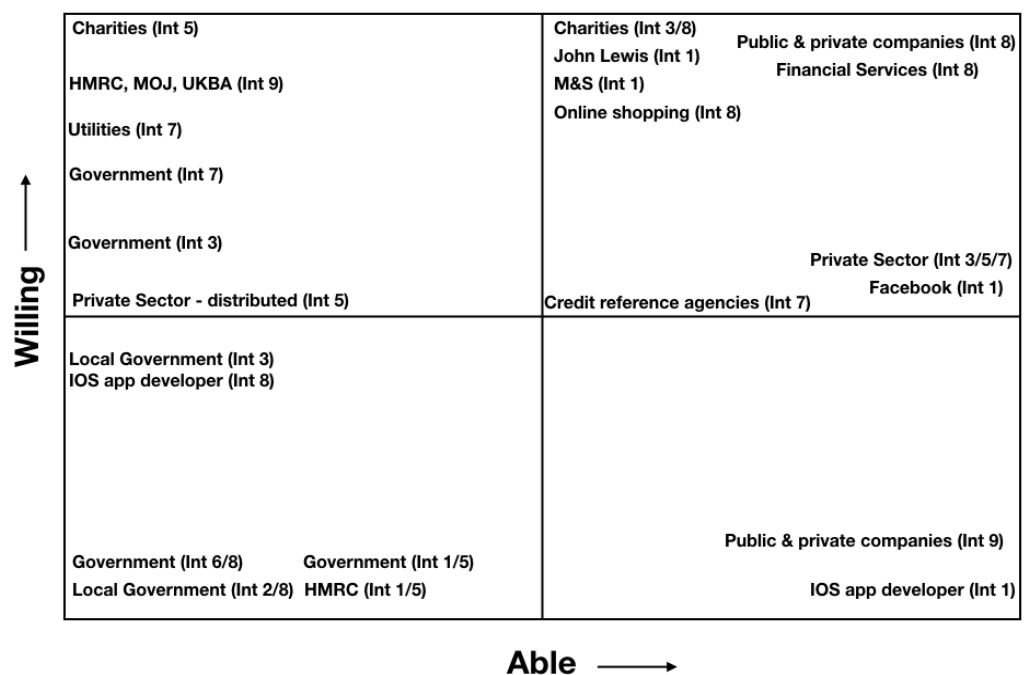 Charities (Int 5)
HMRC, MOJ, UKBA (Int 9)
Utilities (Int 7)
Government (Int 7)
Government (Int 3)
Private Sector - distributed (Int 5)
Charities (Int 3/8)
John Lewis (Int 1)
M&S (Int 1)
Online shopping (Int 8)
Public & private companies (Int 8)
Financial Services (Int 8)
Private Sector (Int 3/5/7)
Facebook (Int 1)
Credit reference agencies (Int 7)
Local Government (Int 3)
IOS app developer (Int 8)
Government (Int 6/8)
Local Government (Int 2/8)
Government (Int 1/5)
HMRC (Int 1/5)
Public & private companies (Int 9)
IOS app developer (Int 1)
Willing
Able